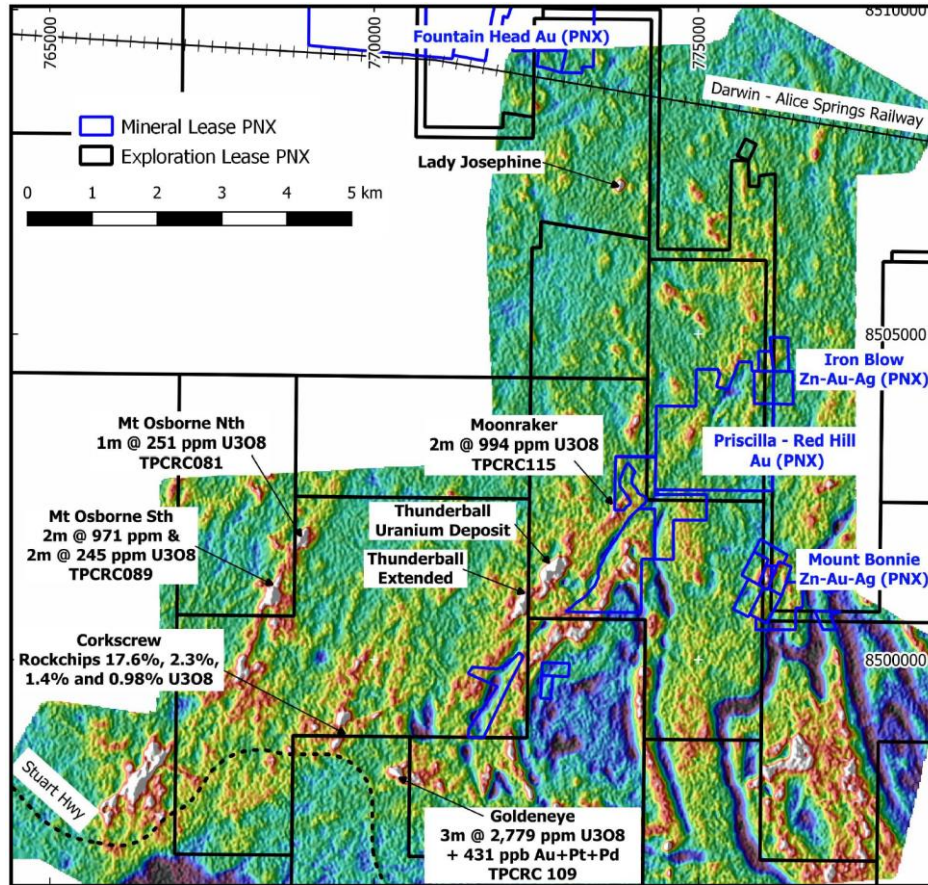 765000
770000
775000
8510000
Fountain Head Au (PNX)
Darwin - Alice Springs Railway
Mineral Lease PNX
Exploration Lease PNX
0 1 2 3 4 5 km
Lady Josephine
8505000
Iron Blow
Zn-Au-Ag (PNX)
Mt Osborne Nth
1m @ 251 ppm U3O8
TPCRC081
Moonraker
2m @ 994 ppm U3O8
TPCRC115
Priscilla - Red Hill
Au (PNX)
Mt Osborne Sth
2m @ 971 ppm &
2m @ 245 ppm U3O8
TPCRC089
Thunderball
Uranium Deposit
Thunderball
Extended
Mount Bonnie
Zn-Au-Ag (PNX)
Corkscrew
Rockchips 17.6%, 2.3%,
1.4% and 0.98% U3O8
8500000
Stuart Hwy
Goldeneye
3m @ 2,779 ppm U3O8
+ 431 ppb Au+Pt+Pd
TPCRC 109